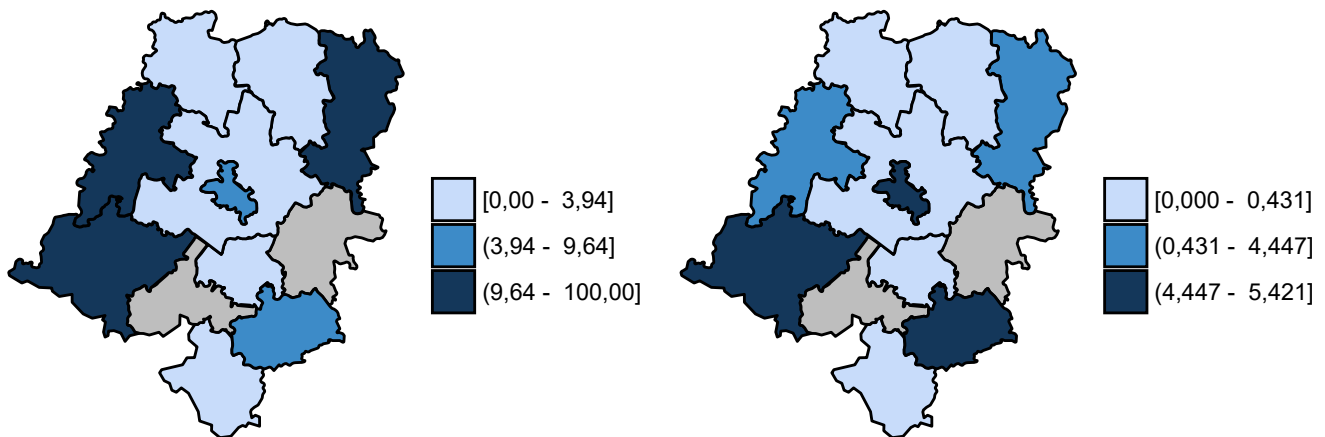 [0,00 - 3,94]
(3,94 - 9,64]
(9,64 - 100,00]
[0,000 - 0,431]
(0,431 - 4,447]
(4,447 - 5,421]